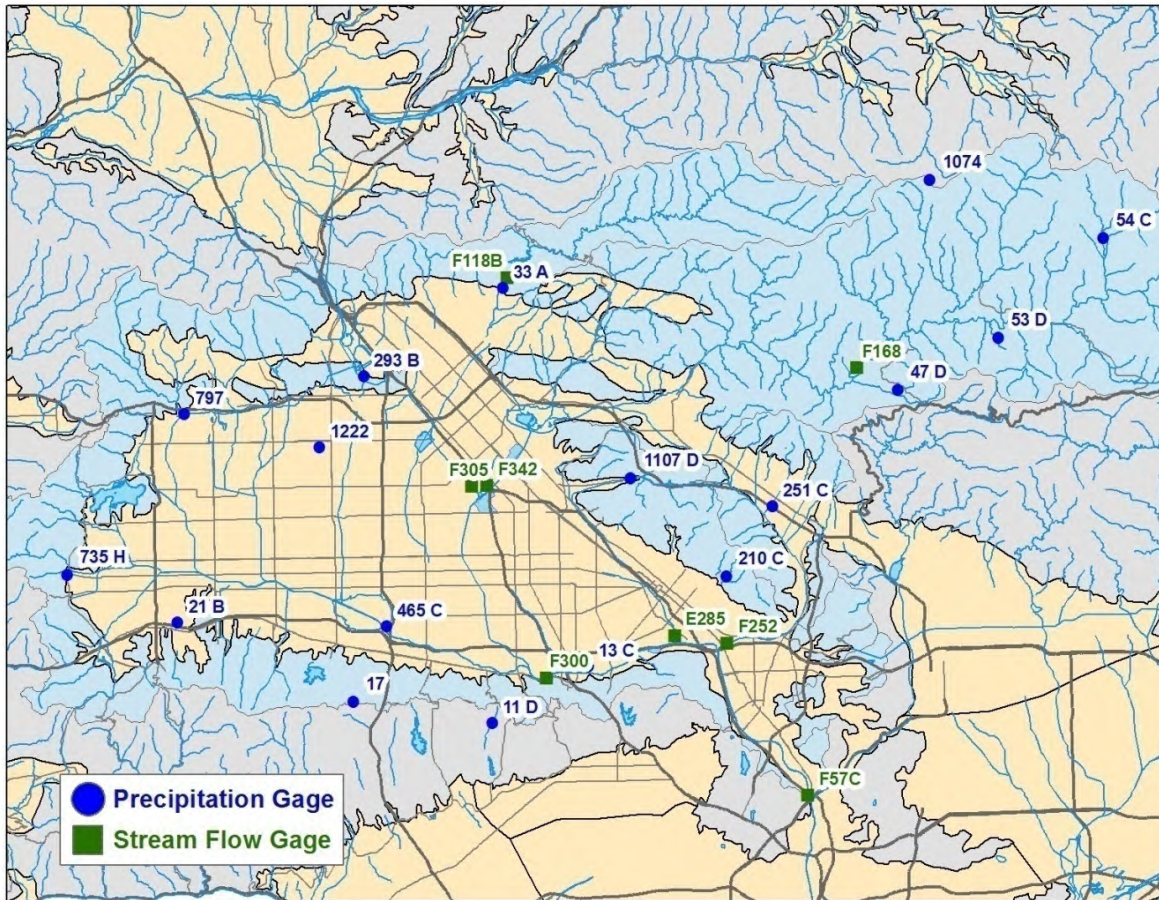 1074
54 C
F118B
33 A
53 D
F168
293 B
47 D
797
1222
F305
F342
1107 D
251 C
735 H
210 C
21 B
465 C
E285
F252
F300
13 C
17
11 D
F57C
Precipitation Gage
Stream Flow Gage